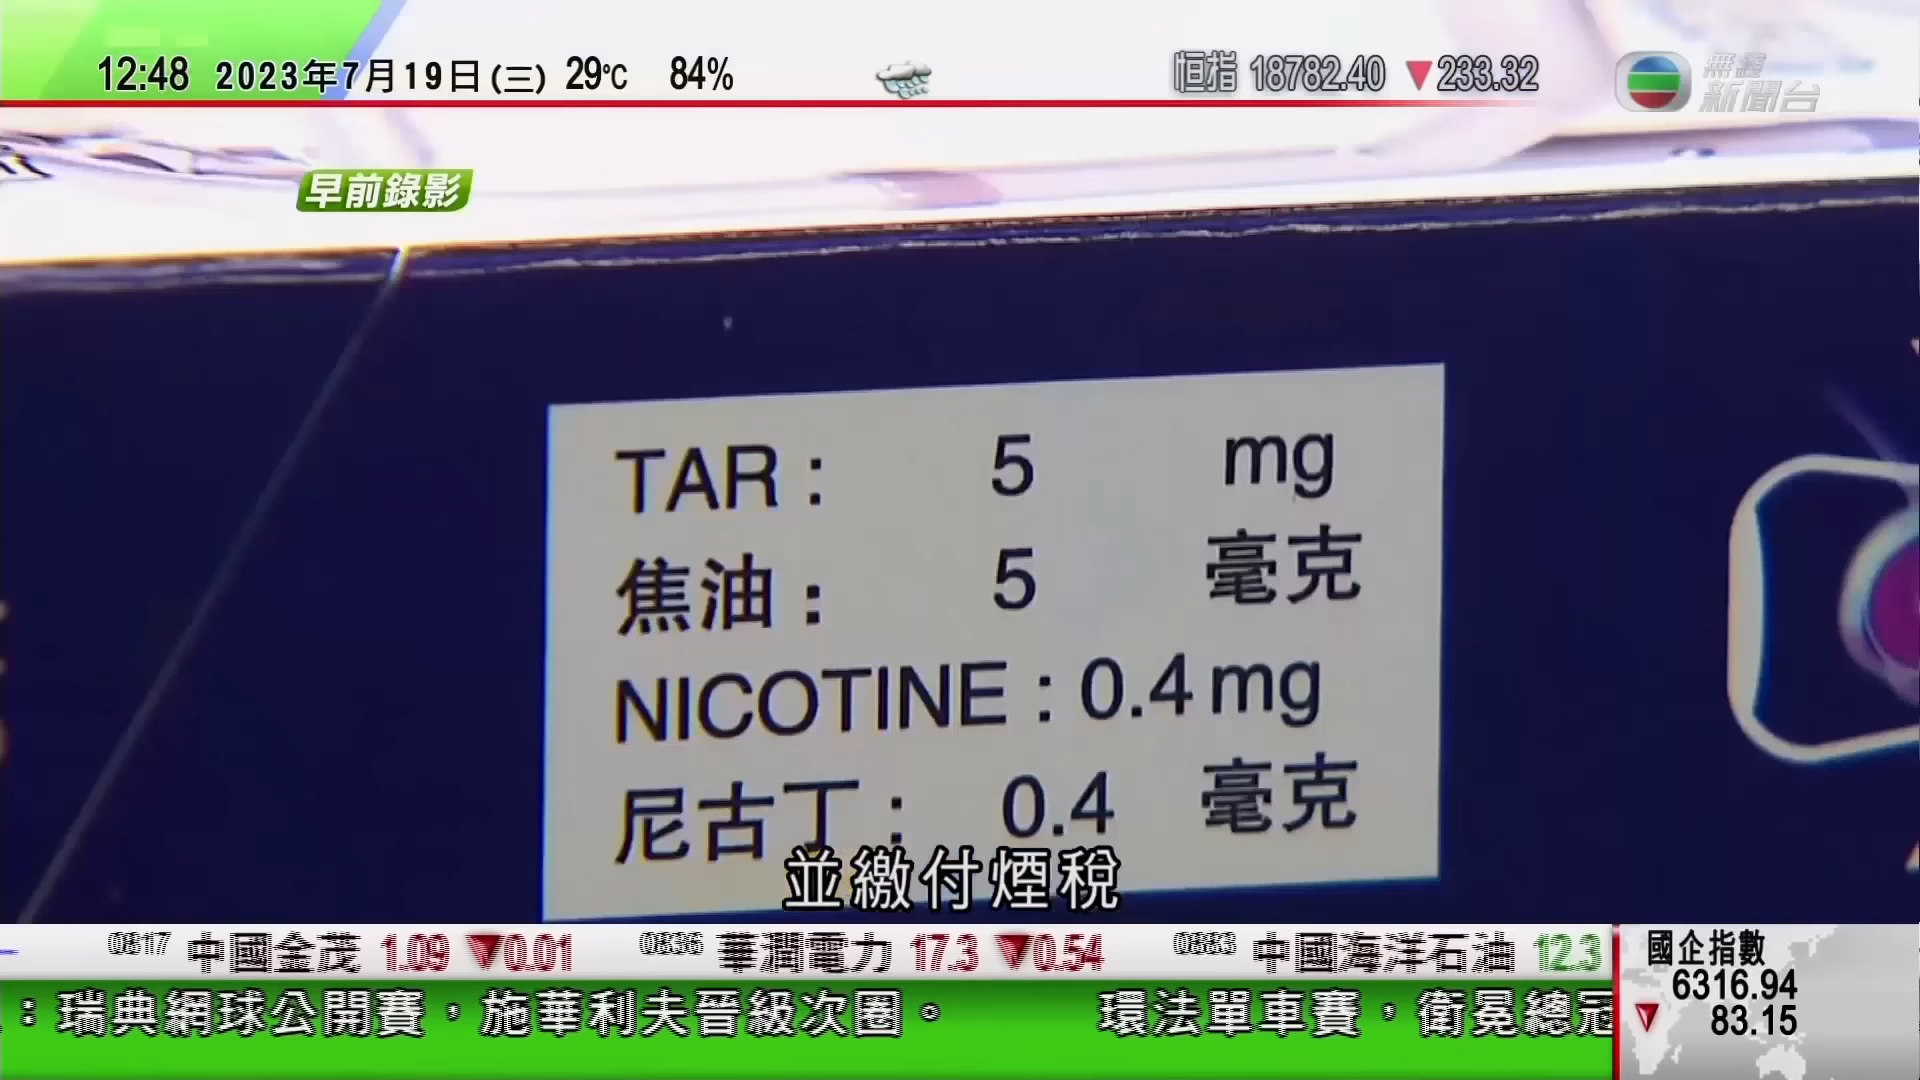 12:48 2023年7月19日(三) 29℃ 84% 恒指 18782.40 ▼233.32 無綫新聞台
早前錄影
TAR : 5 mg
焦油 : 5 毫克
NICOTINE : 0.4 mg
尼古丁 : 0.4 毫克
並繳付煙稅
0817 中國金茂 1.09 ▼0.01 0836 華潤電力 17.3 ▼0.54 0883 中國海洋石油 12.3
國企指數
6316.94
▼ 83.15
：瑞典網球公開賽，施華利夫晉級次圈。 環法單車賽，衛冕總冠